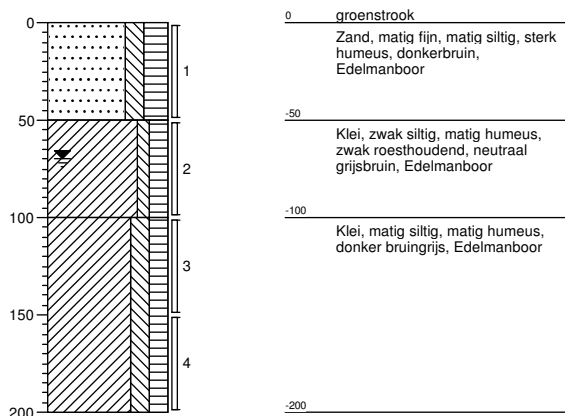 0
50
100
150
200
1
2
3
4
0 groenstrook
Zand, matig fijn, matig siltig, sterk
humeus, donkerbruin,
Edelmanboor
-50
Klei, zwak siltig, matig humeus,
zwak roesthoudend, neutraal
grijsbruin, Edelmanboor
-100
Klei, matig siltig, matig humeus,
donker bruingrijs, Edelmanboor
-200